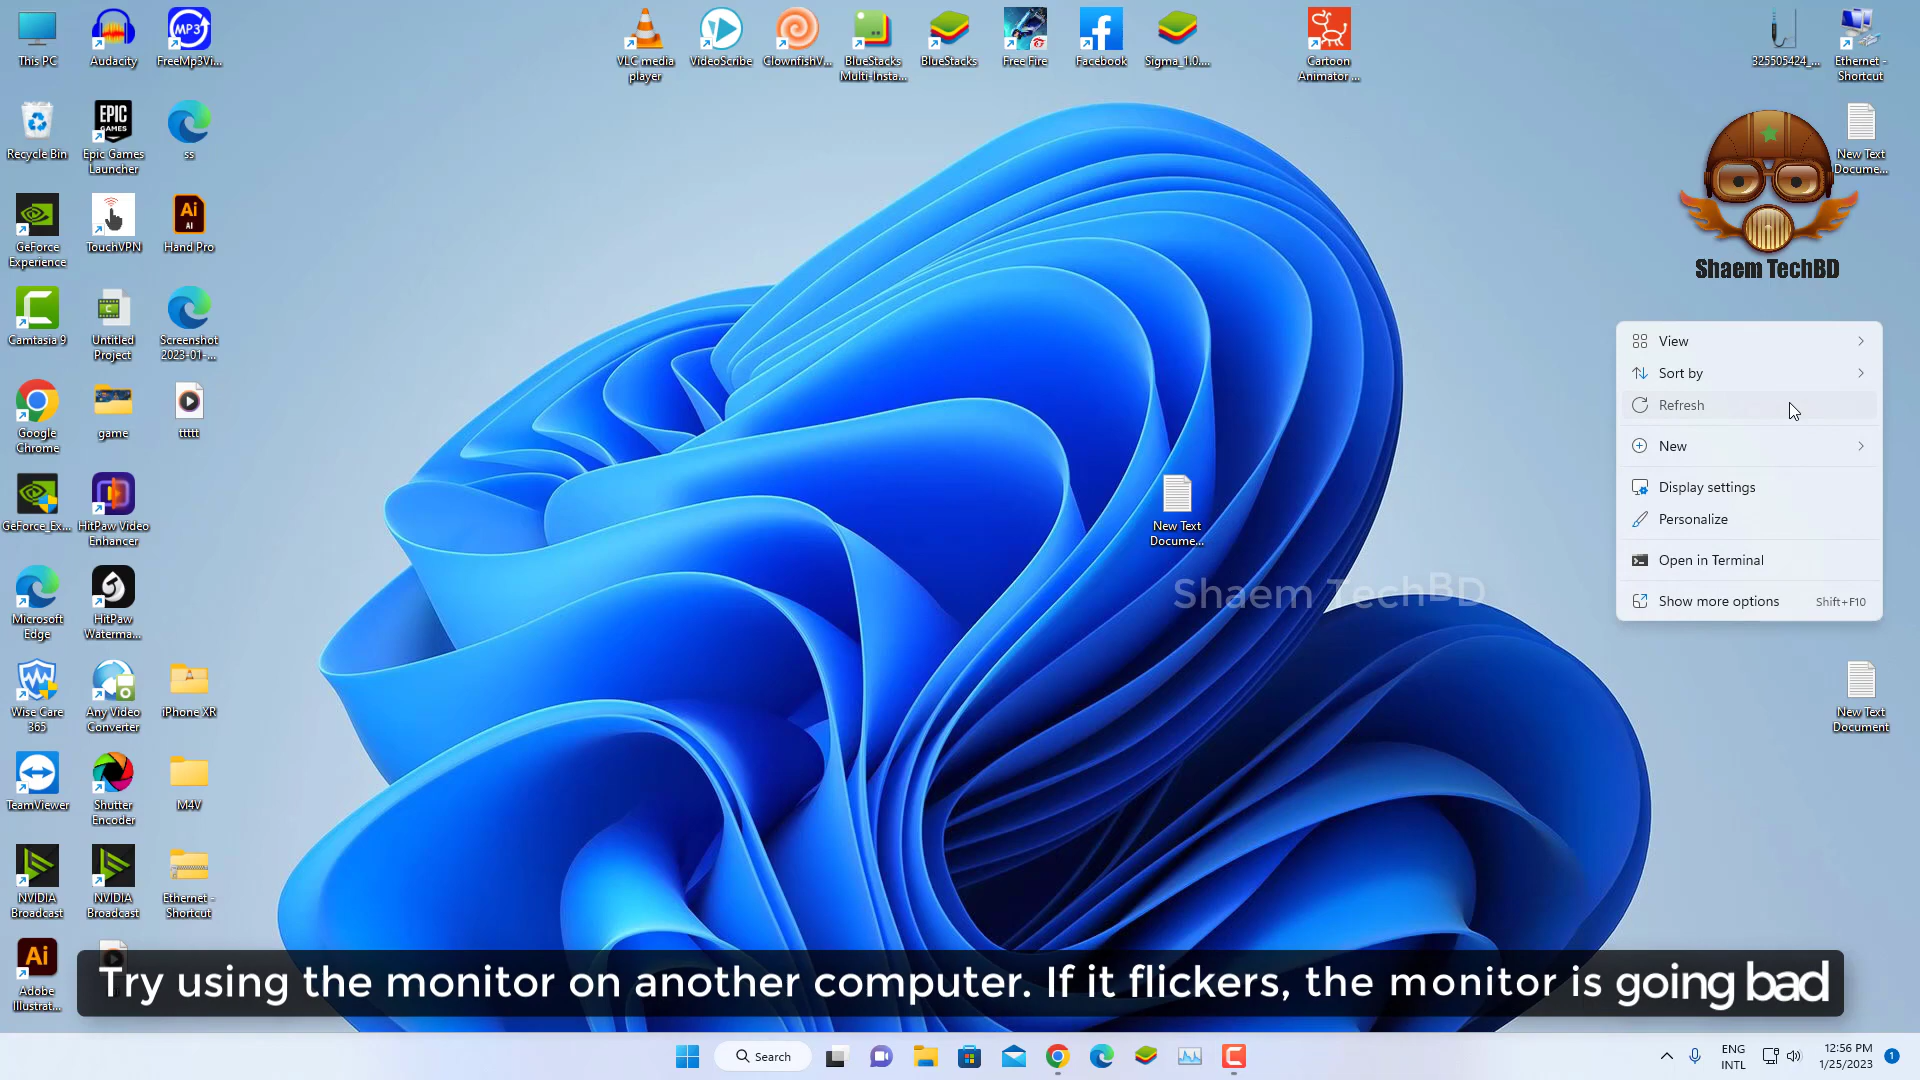 This PC
Audacity
FreeMp3Vi...
VLC media
player
VideoScribe
ClownfishV...
BlueStacks
Multi-Insta...
BlueStacks
Free Fire
Facebook
Sigma_1.0....
Cartoon
Animator ...
325505424_...
Ethernet -
Shortcut
Recycle Bin
EPIC
GAMES
Epic Games
Launcher
ss
New Text
Docume...
GeForce
Experience
TouchVPN
Ai
AI
Hand Pro
Shaem TechBD
Camtasia 9
Untitled
Project
Screenshot
2023-01-...
View
Sort by
Refresh
New
Display settings
Personalize
Open in Terminal
Show more options Shift+F10
Google
Chrome
game
ttttt
GeForce_Ex...
HitPaw Video
Enhancer
New Text
Docume...
Microsoft
Edge
HitPaw
Waterma...
Shaem TechBD
Wise Care
365
Any Video
Converter
iPhone XR
New Text
Document
TeamViewer
Shutter
Encoder
M4V
NVIDIA
Broadcast
NVIDIA
Broadcast
Ethernet -
Shortcut
Ai
Adobe
Illustrat...
Try using the monitor on another computer. If it flickers, the monitor is going bad
Search
ENG
INTL
12:56 PM
1/25/2023
1